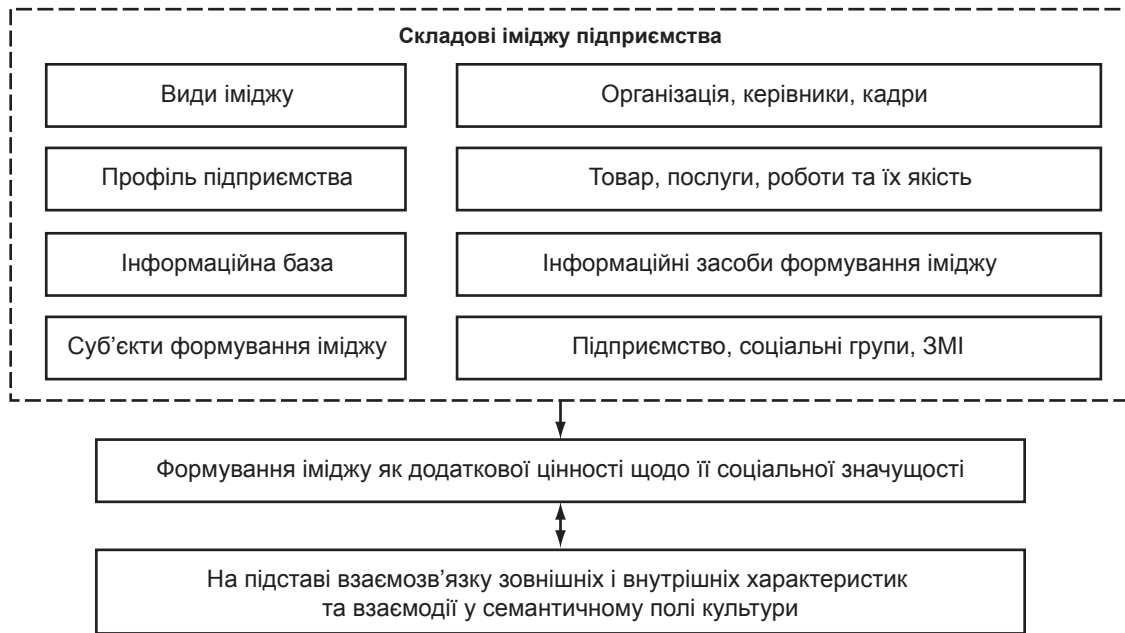 Складові іміджу підприємства
Види іміджу
Організація, керівники, кадри
Профіль підприємства
Товар, послуги, роботи та їх якість
Інформаційна база
Інформаційні засоби формування іміджу
Суб’єкти формування іміджу
Підприємство, соціальні групи, ЗМІ
Формування іміджу як додаткової цінності щодо її соціальної значущості
На підставі взаємозв’язку зовнішніх і внутрішніх характеристик
та взаємодії у семантичному полі культури